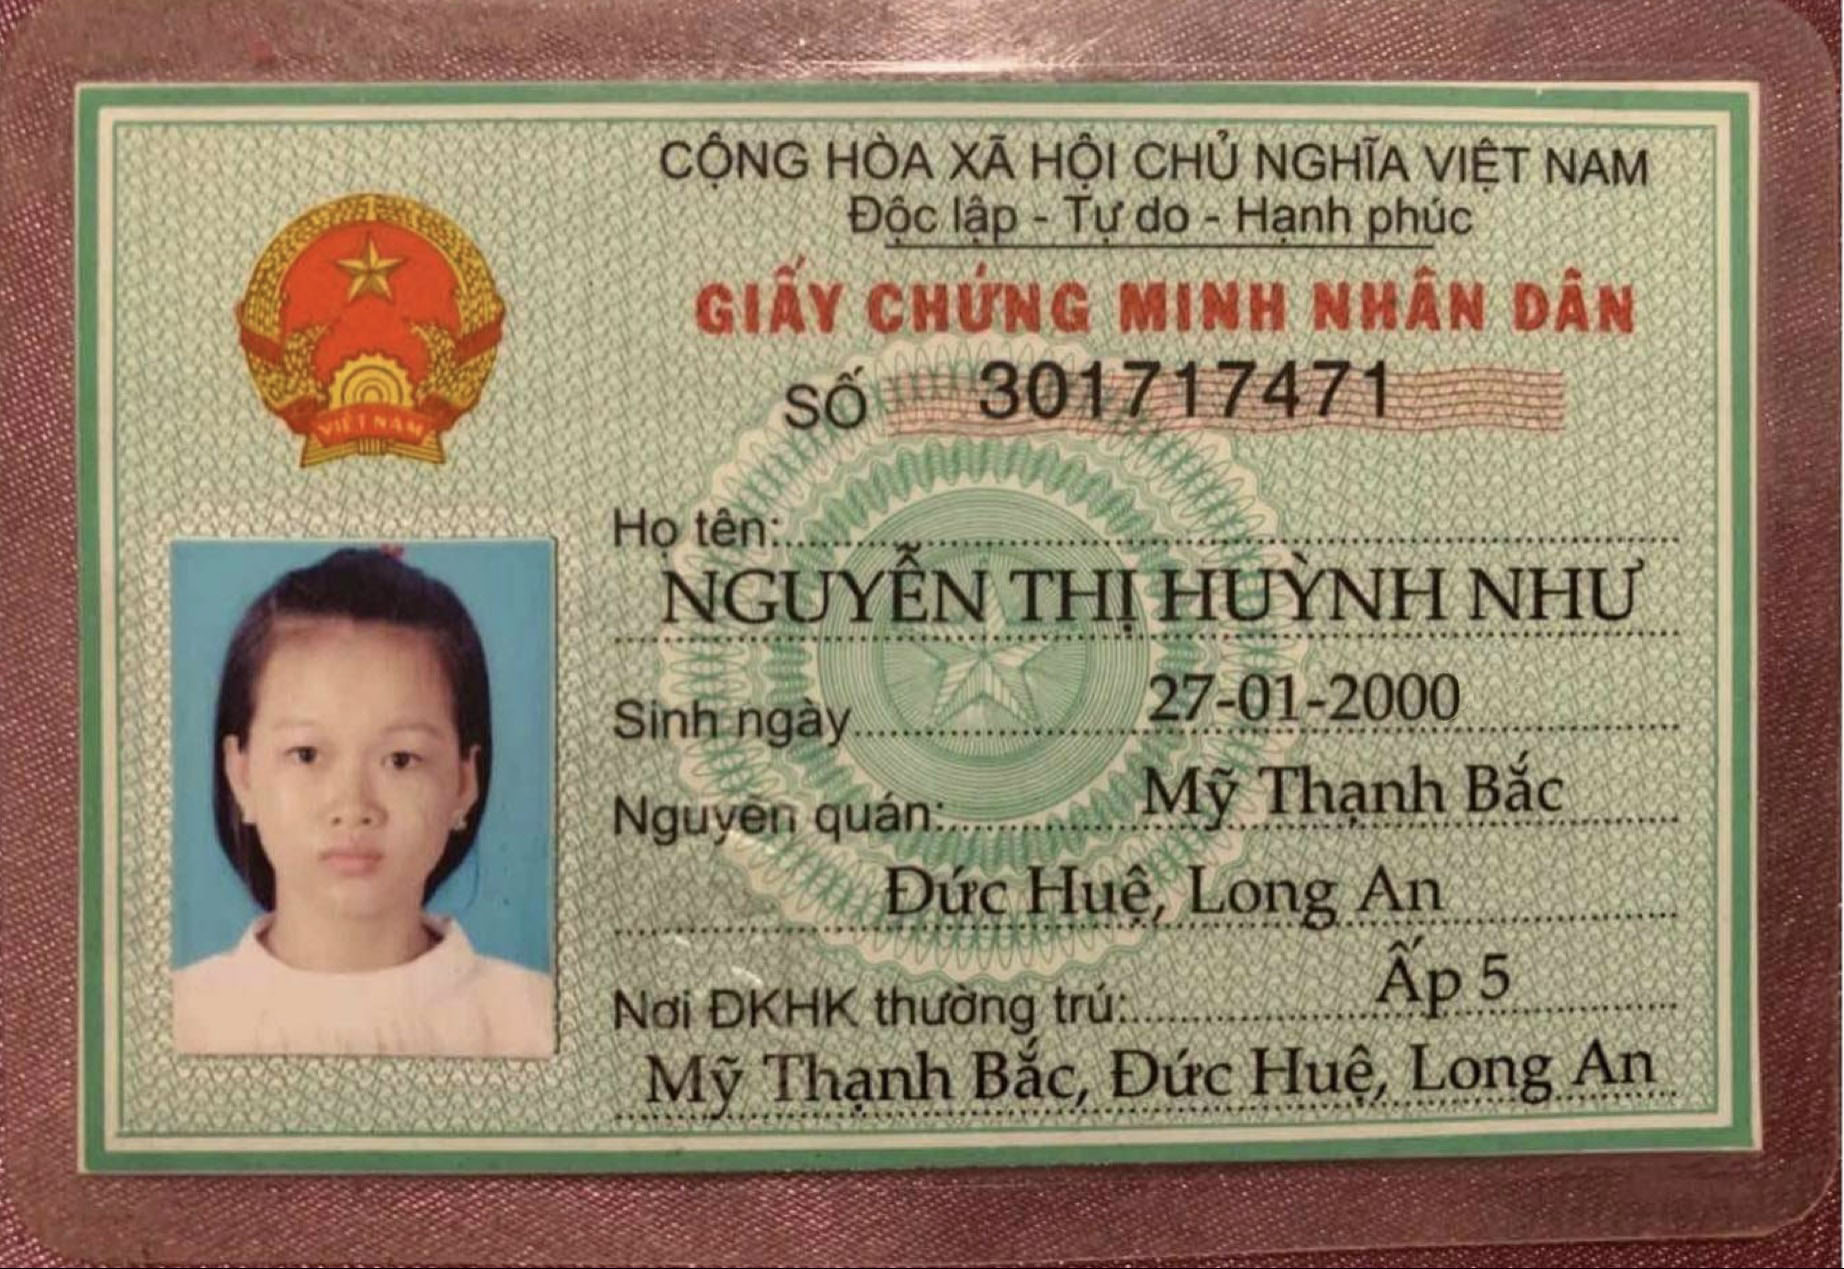 CỘNG HÒA XÃ HỘI CHỦ NGHĨA VIỆT NAM
Độc lập - Tự do - Hạnh phúc
GIẤY CHỨNG MINH NHÂN DÂN
SỐ 301717471
VIỆT NAM
Họ tên:
NGUYỄN THỊ HUỲNH NHƯ
Sinh ngày 27-01-2000
Nguyên quán: Mỹ Thạnh Bắc
Đức Huệ, Long An
Nơi ĐKHK thường trú: Ấp 5
Mỹ Thạnh Bắc, Đức Huệ, Long An